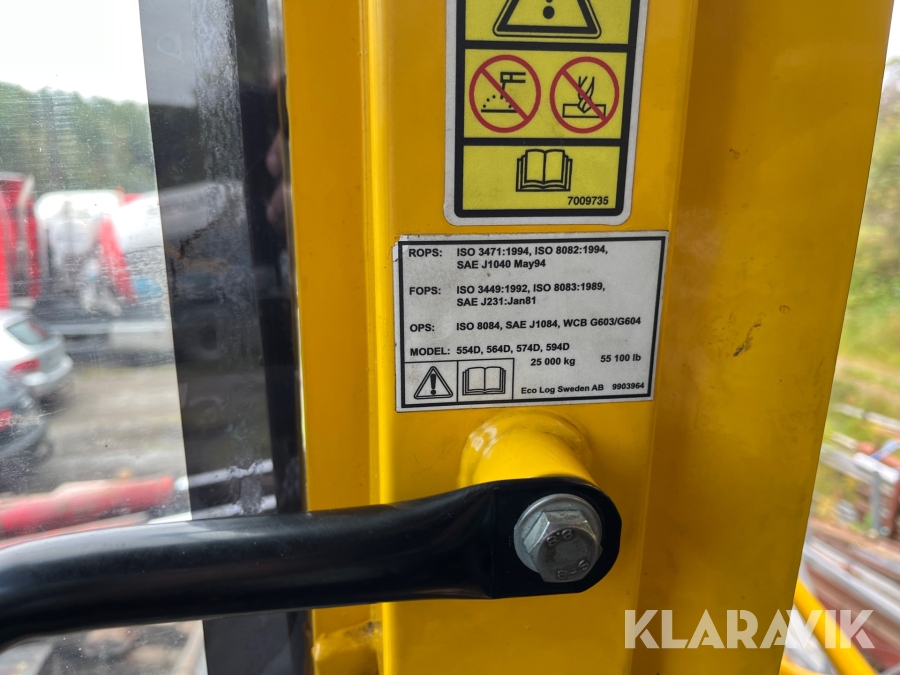 7009735
ROPS: ISO 3471:1994, ISO 8082:1994,
SAE J1040 May94
FOPS: ISO 3449:1992, ISO 8083:1989,
SAE J231:Jan81
OPS: ISO 8084, SAE J1084, WCB G603/G604
MODEL: 554D, 564D, 574D, 594D
25 000 kg 55 100 lb
Eco Log Sweden AB 9903964
KLARAVIK